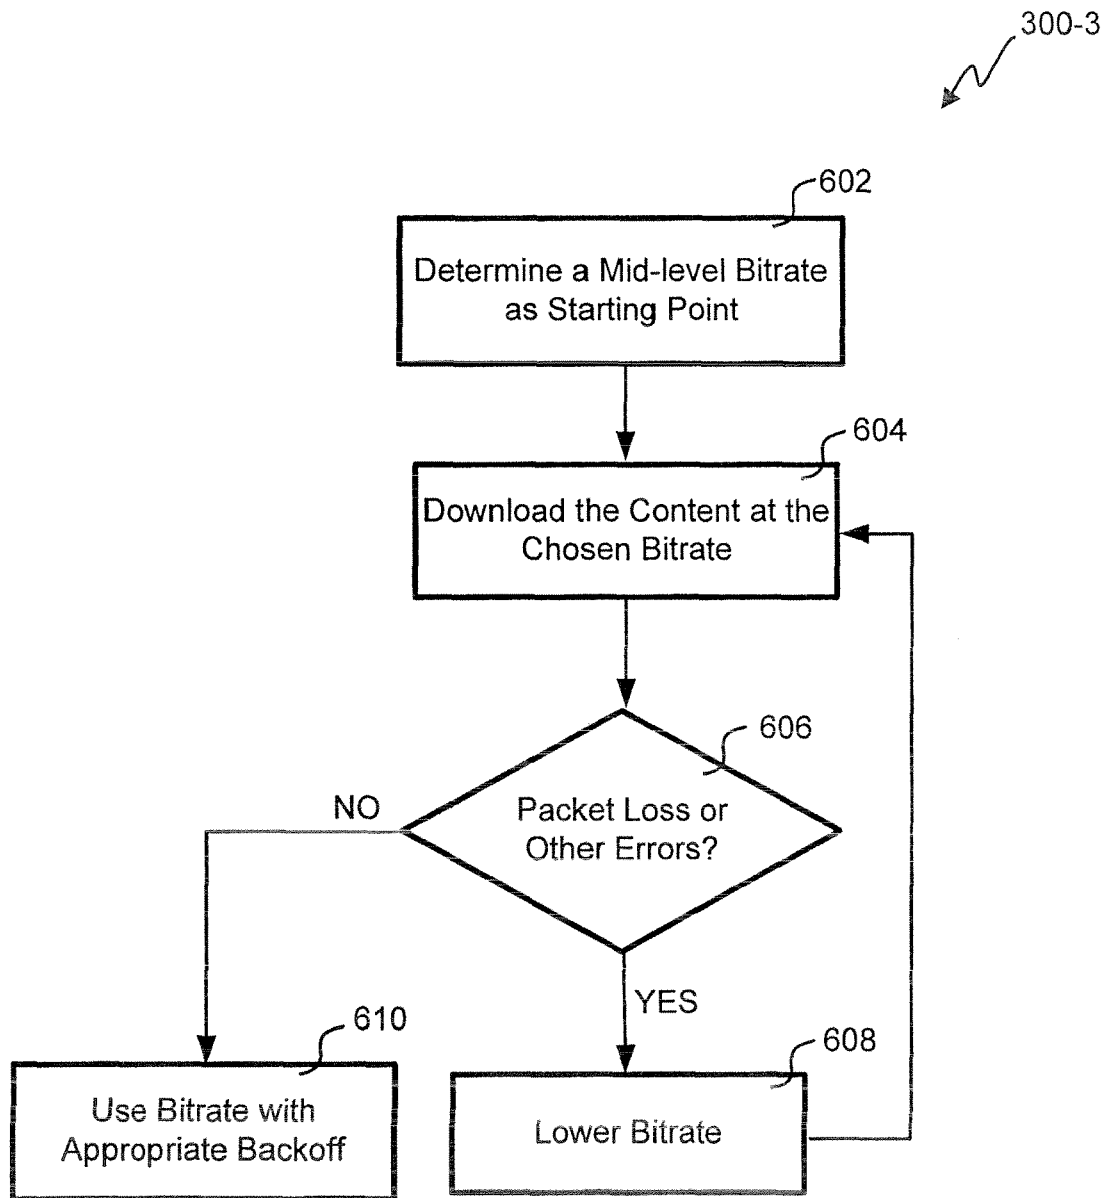 300-3
602
Determine a Mid-level Bitrate
as Starting Point
604
Download the Content at the
Chosen Bitrate
606
Packet Loss or
Other Errors?
NO
YES
610
Use Bitrate with
Appropriate Backoff
608
Lower Bitrate